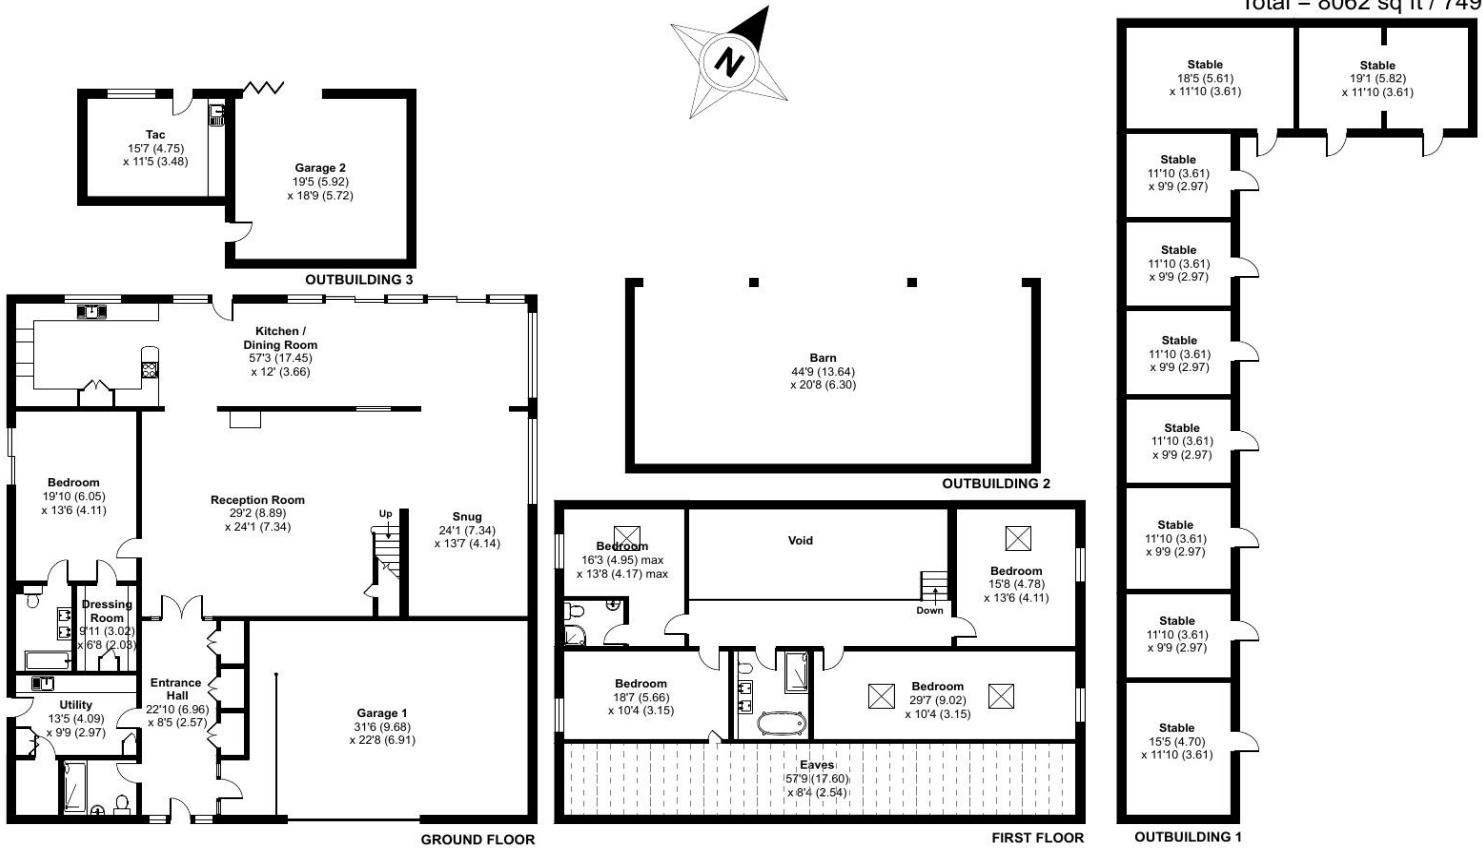 Total = 8062 sq ft / 749
N
Tac
15'7 (4.75)
x 11'5 (3.48)
Garage 2
19'5 (5.92)
x 18'9 (5.72)
OUTBUILDING 3
Kitchen /
Dining Room
57'3 (17.45)
x 12' (3.66)
Bedroom
19'10 (6.05)
x 13'6 (4.11)
Reception Room
29'2 (8.89)
x 24'1 (7.34)
Up
Snug
24'1 (7.34)
x 13'7 (4.14)
Dressing
Room
9'11 (3.02)
x 6'8 (2.03)
Entrance
Hall
22'10 (6.96)
x 8'5 (2.57)
Utility
13'5 (4.09)
x 9'9 (2.97)
Garage 1
31'6 (9.68)
x 22'8 (6.91)
GROUND FLOOR
Barn
44'9 (13.64)
x 20'8 (6.30)
OUTBUILDING 2
Bedroom
16'3 (4.95) max
x 13'8 (4.17) max
Void
Down
Bedroom
15'8 (4.78)
x 13'6 (4.11)
Bedroom
18'7 (5.66)
x 10'4 (3.15)
Bedroom
29'7 (9.02)
x 10'4 (3.15)
Eaves
57'9 (17.60)
x 8'4 (2.54)
FIRST FLOOR
Stable
18'5 (5.61)
x 11'10 (3.61)
Stable
19'1 (5.82)
x 11'10 (3.61)
Stable
11'10 (3.61)
x 9'9 (2.97)
Stable
11'10 (3.61)
x 9'9 (2.97)
Stable
11'10 (3.61)
x 9'9 (2.97)
Stable
11'10 (3.61)
x 9'9 (2.97)
Stable
11'10 (3.61)
x 9'9 (2.97)
Stable
11'10 (3.61)
x 9'9 (2.97)
Stable
15'5 (4.70)
x 11'10 (3.61)
OUTBUILDING 1